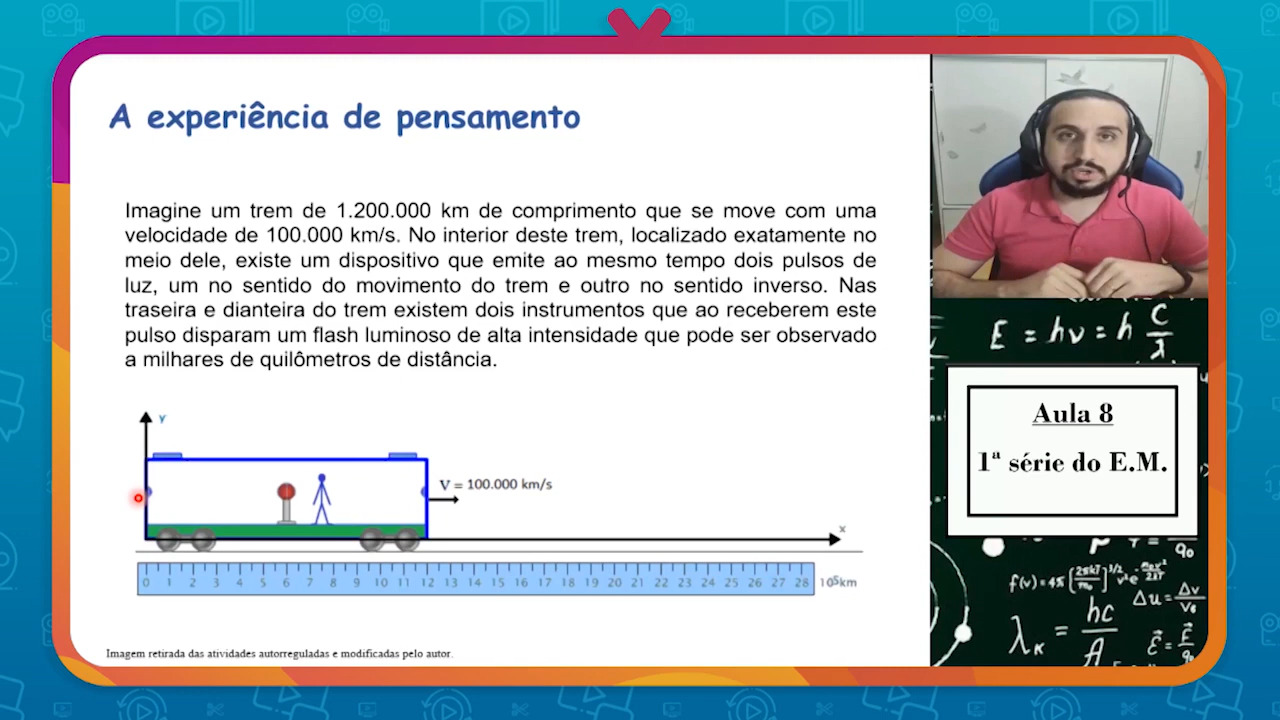 A experiência de pensamento
Imagine um trem de 1.200.000 km de comprimento que se move com uma
velocidade de 100.000 km/s. No interior deste trem, localizado exatamente no
meio dele, existe um dispositivo que emite ao mesmo tempo dois pulsos de
luz, um no sentido do movimento do trem e outro no sentido inverso. Nas
traseira e dianteira do trem existem dois instrumentos que ao receberem este
pulso disparam um flash luminoso de alta intensidade que pode ser observado
a milhares de quilômetros de distância.
Y
V = 100.000 km/s
x
0 1 2 3 4 5 6 7 8 9 10 11 12 13 14 15 16 17 18 19 20 21 22 23 24 25 26 27 28 10⁵km
Imagem retirada das atividades autorreguladas e modificadas pelo autor.
E = hν = h C/λ
Aula 8
1ª série do E.M.
Δu = Δv
λK = hc/A